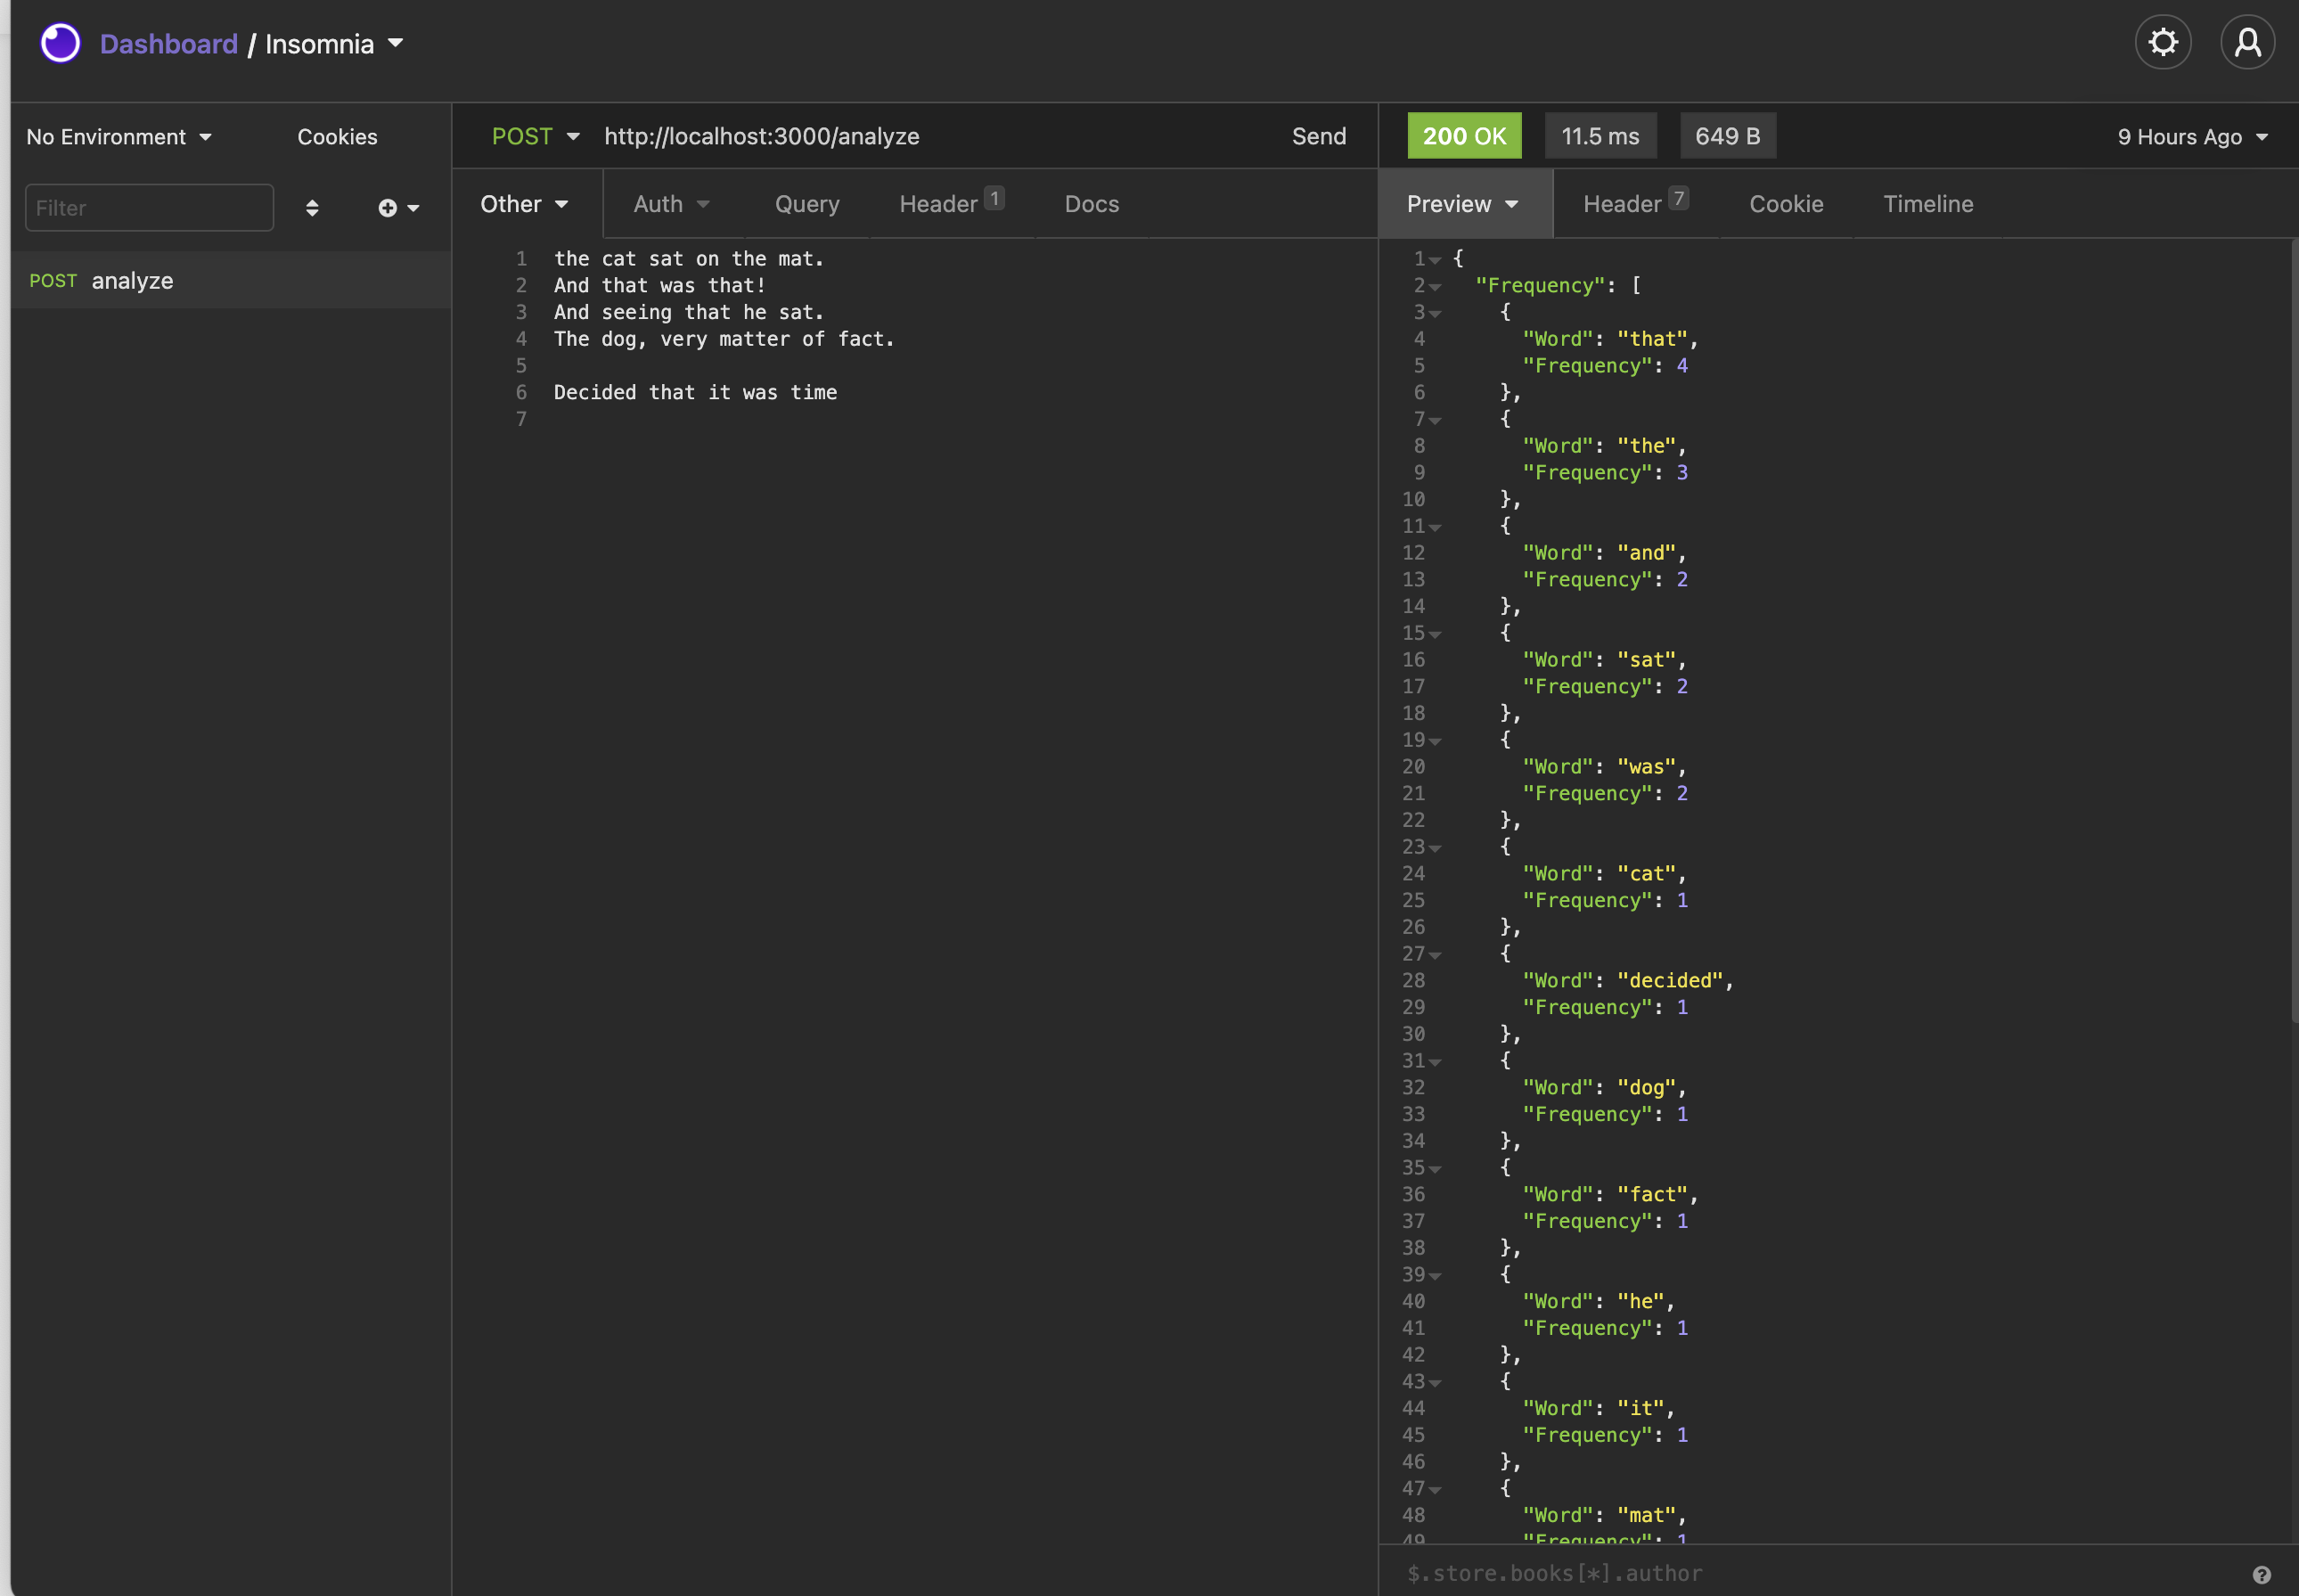 Dashboard / Insomnia
No Environment Cookies
Filter
POST analyze
POST http://localhost:3000/analyze Send
Other Auth Query Header 1 Docs
1 the cat sat on the mat.
2 And that was that!
3 And seeing that he sat.
4 The dog, very matter of fact.
5
6 Decided that it was time
7
200 OK 11.5 ms 649 B 9 Hours Ago
Preview Header 7 Cookie Timeline
1 {
2 "Frequency": [
3 {
4 "Word": "that",
5 "Frequency": 4
6 },
7 {
8 "Word": "the",
9 "Frequency": 3
10 },
11 {
12 "Word": "and",
13 "Frequency": 2
14 },
15 {
16 "Word": "sat",
17 "Frequency": 2
18 },
19 {
20 "Word": "was",
21 "Frequency": 2
22 },
23 {
24 "Word": "cat",
25 "Frequency": 1
26 },
27 {
28 "Word": "decided",
29 "Frequency": 1
30 },
31 {
32 "Word": "dog",
33 "Frequency": 1
34 },
35 {
36 "Word": "fact",
37 "Frequency": 1
38 },
39 {
40 "Word": "he",
41 "Frequency": 1
42 },
43 {
44 "Word": "it",
45 "Frequency": 1
46 },
47 {
48 "Word": "mat",
49 "Frequency": 1
$.store.books[*].author